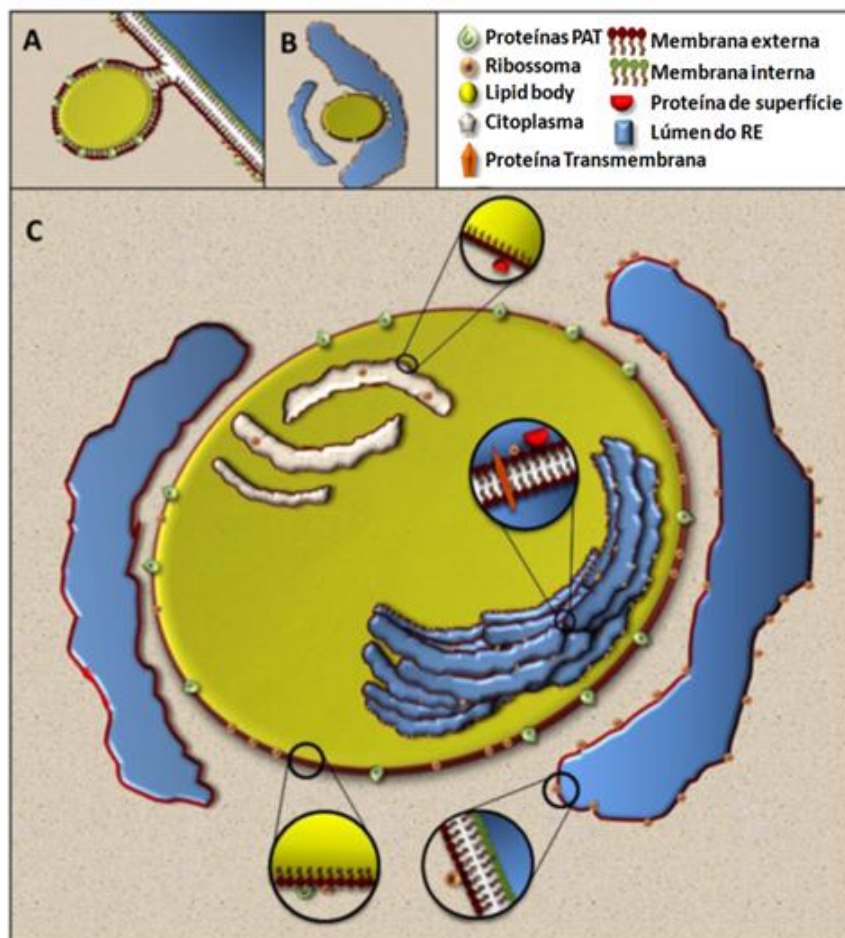 A
B
Proteínas PAT
Ribossoma
Lipid body
Citoplasma
Proteína Transmembrana
Membrana externa
Membrana interna
Proteína de superfície
Lúmen do RE
C